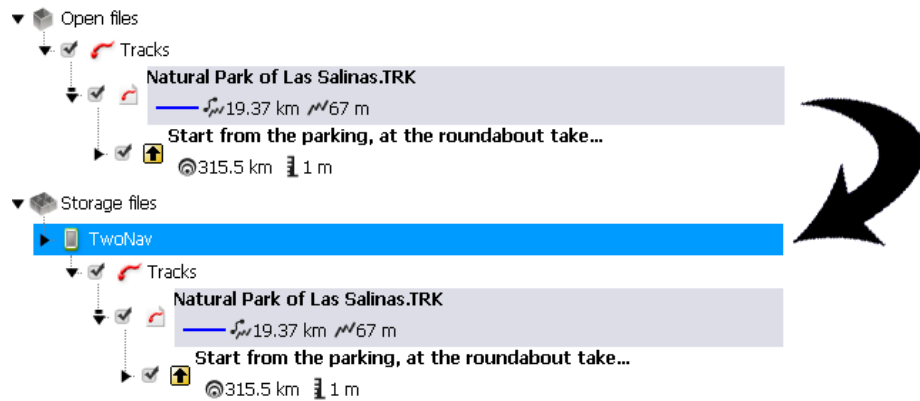 Open files
Tracks
Natural Park of Las Salinas.TRK
19.37 km 67 m
Start from the parking, at the roundabout take...
315.5 km 1 m
Storage files
TwoNav
Tracks
Natural Park of Las Salinas.TRK
19.37 km 67 m
Start from the parking, at the roundabout take...
315.5 km 1 m